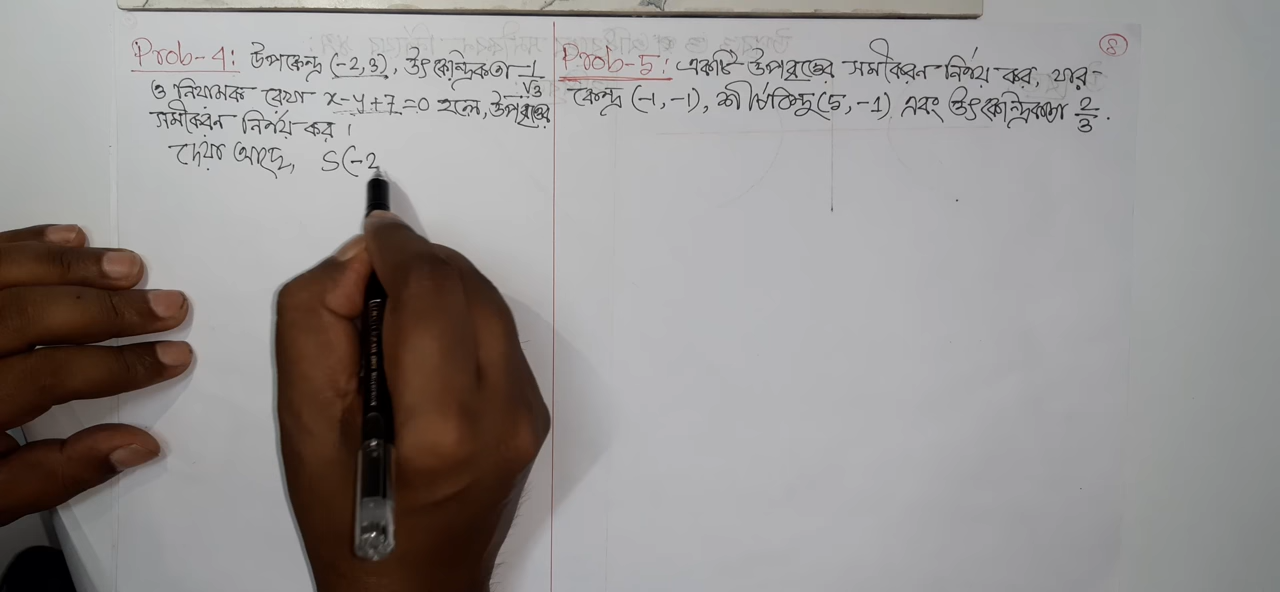 Prob-4: উপকেন্দ্র (-2,3), উৎকেন্দ্রিকতা 1/√3
ও নিয়ামক রেখা x-y+7=0 হলে, উপবৃত্তের
সমীকরণ নির্ণয় কর।
দেয়া আছে, S(-2
Prob-5: একটি উপবৃত্তের সমীকরণ নির্ণয় কর, যার-
কেন্দ্র (-1, -1), শীর্ষবিন্দু (5, -1) এবং উৎকেন্দ্রিকতা 2/3.
8